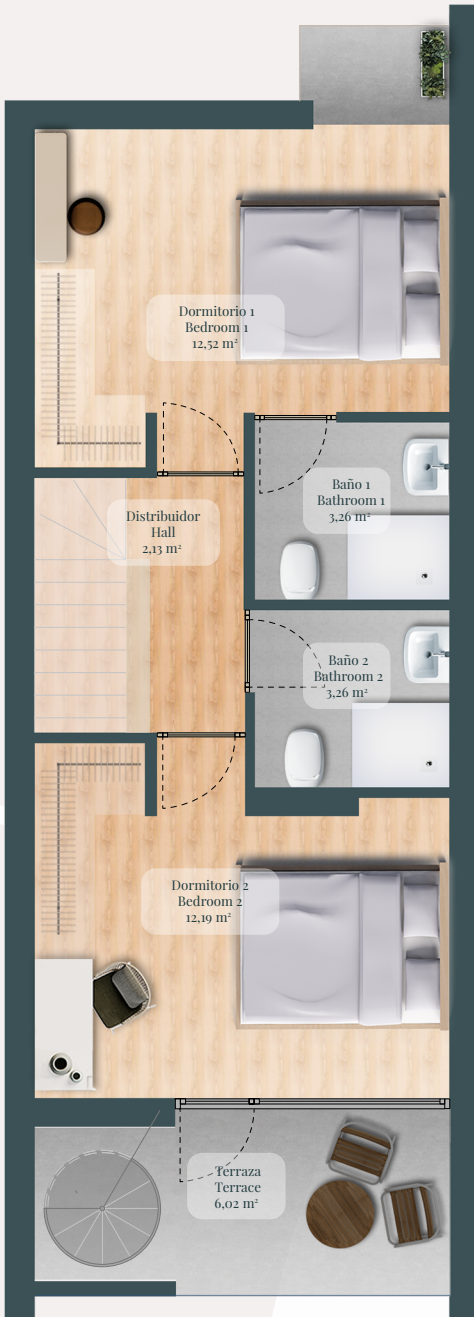 Dormitorio 1
Bedroom 1
12,52 m²
Baño 1
Bathroom 1
3,26 m²
Distribuidor
Hall
2,13 m²
Baño 2
Bathroom 2
3,26 m²
Dormitorio 2
Bedroom 2
12,19 m²
Terraza
Terrace
6,02 m²